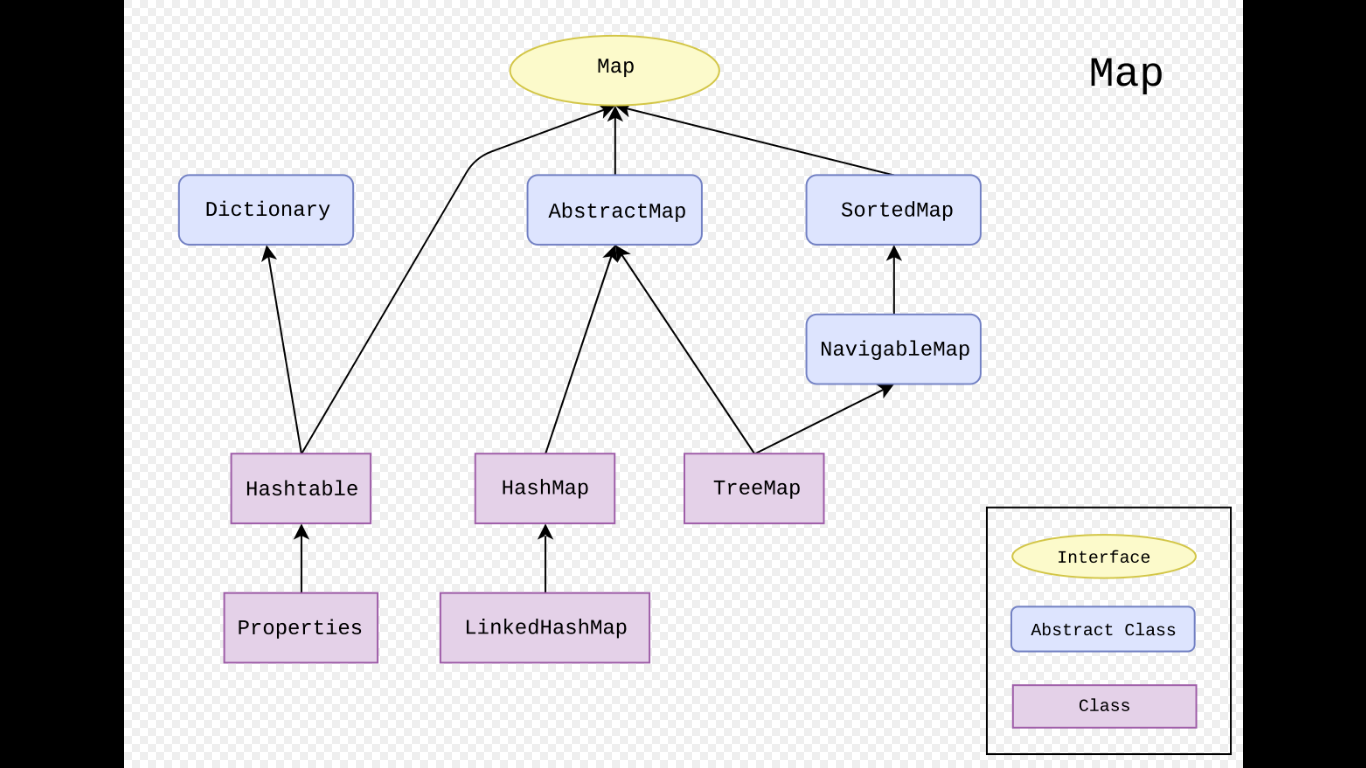 Map
Map
Dictionary
AbstractMap
SortedMap
NavigableMap
Hashtable
HashMap
TreeMap
Properties
LinkedHashMap
Interface
Abstract Class
Class